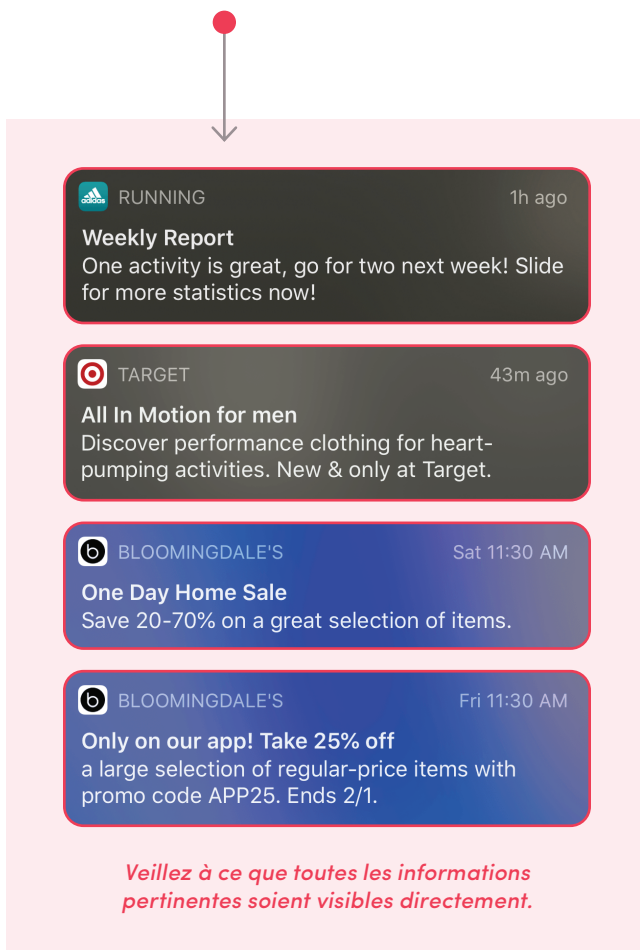 adidas
RUNNING
1h ago
Weekly Report
One activity is great, go for two next week! Slide
for more statistics now!
TARGET
43m ago
All In Motion for men
Discover performance clothing for heart-
pumping activities. New & only at Target.
b
BLOOMINGDALE'S
Sat 11:30 AM
One Day Home Sale
Save 20-70% on a great selection of items.
b
BLOOMINGDALE'S
Fri 11:30 AM
Only on our app! Take 25% off
a large selection of regular-price items with
promo code APP25. Ends 2/1.
Veillez à ce que toutes les informations
pertinentes soient visibles directement.